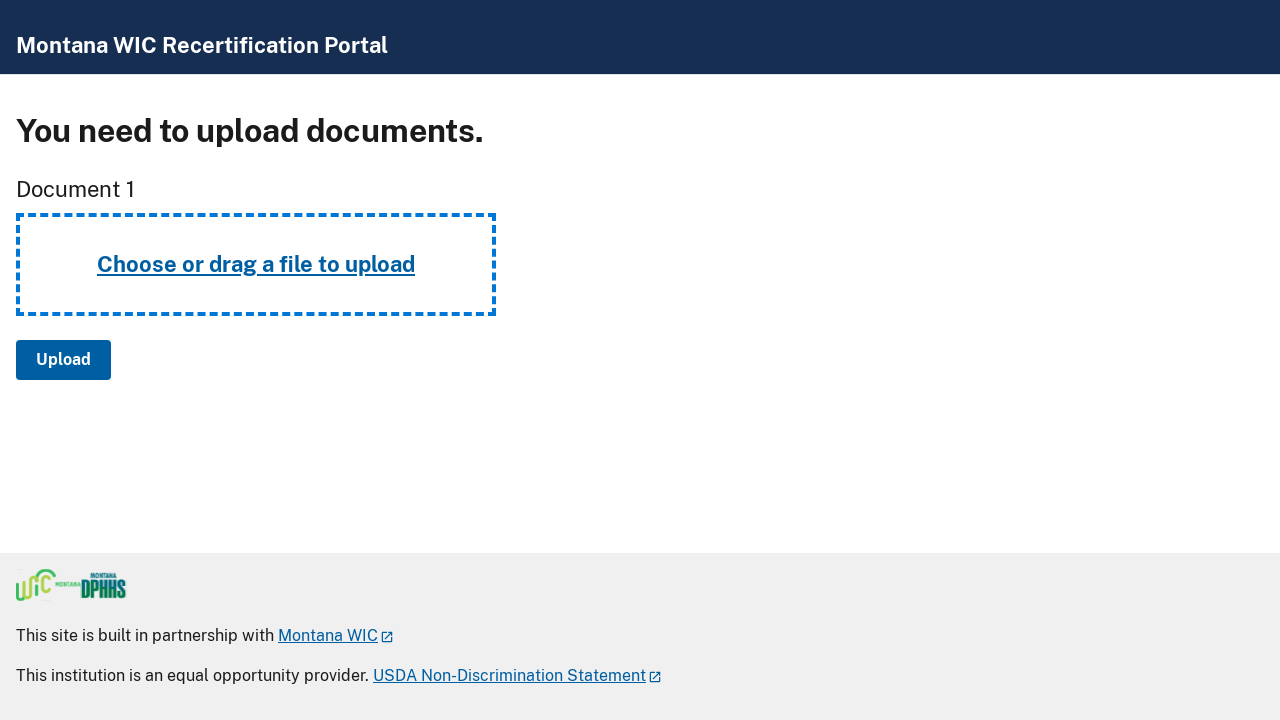 Montana WIC Recertification Portal
You need to upload documents.
Document 1
Choose or drag a file to upload
Upload
WIC MONTANA MONTANA DPHHS
This site is built in partnership with Montana WIC
This institution is an equal opportunity provider. USDA Non-Discrimination Statement